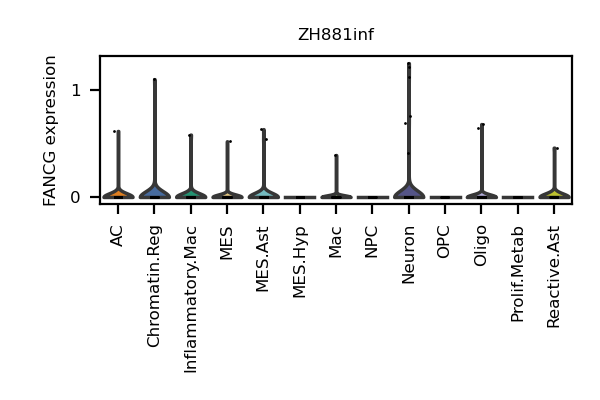 ZH881inf
FANCG expression
1
0
AC
Chromatin.Reg
Inflammatory.Mac
MES
MES.Ast
MES.Hyp
Mac
NPC
Neuron
OPC
Oligo
Prolif.Metab
Reactive.Ast